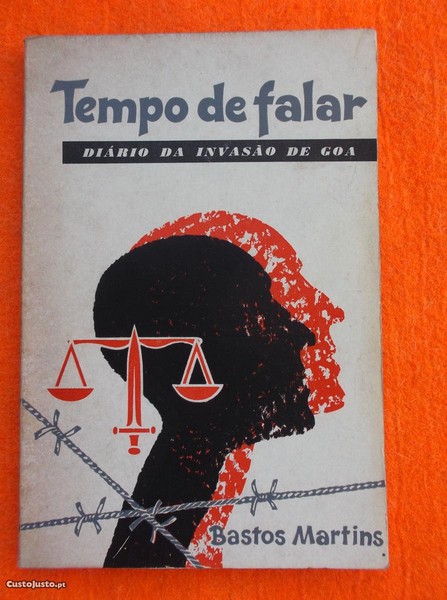 Tempo de falar
DIÁRIO DA INVASÃO DE GOA
Bastos Martins
CustoJusto.pt